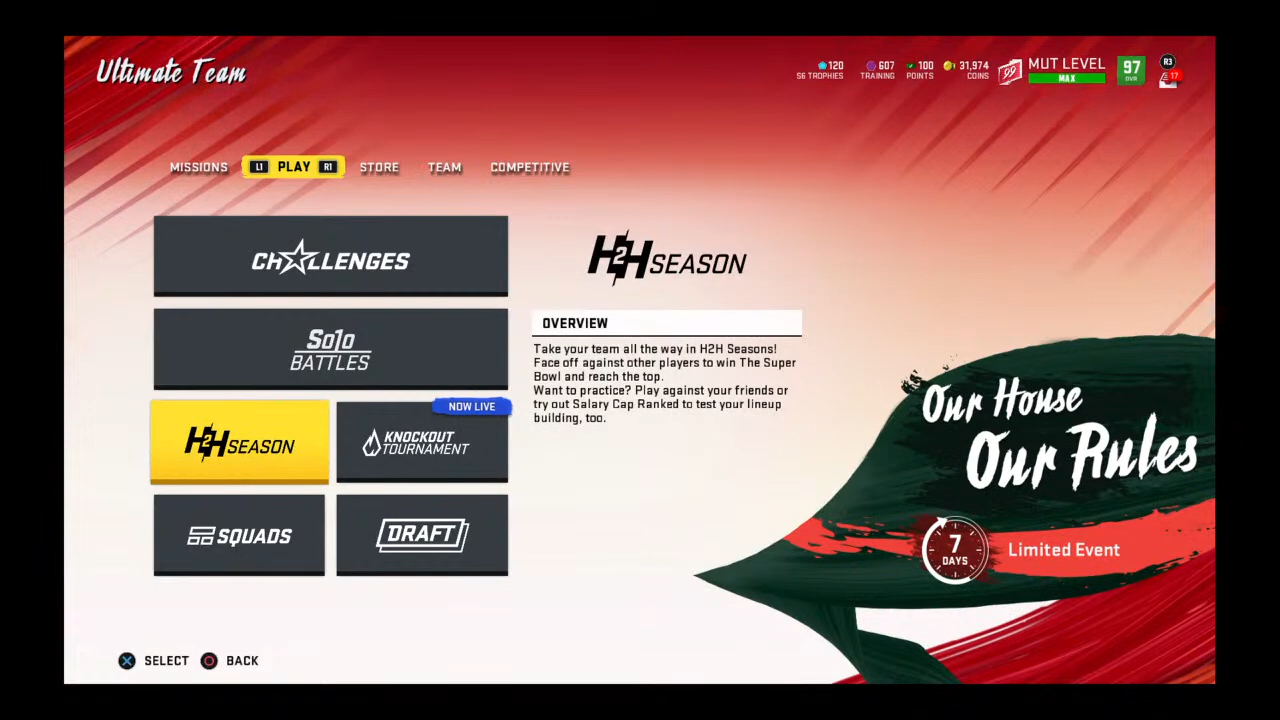 Ultimate Team
120
S6 TROPHIES
607
TRAINING
100
POINTS
31,974
COINS
99
MUT LEVEL
MAX
97
OVR
R3
17
MISSIONS
L1 PLAY R1
STORE
TEAM
COMPETITIVE
CHALLENGES
Solo
BATTLES
NOW LIVE
H2H SEASON
KNOCKOUT
TOURNAMENT
SQUADS
DRAFT
H2H SEASON
OVERVIEW
Take your team all the way in H2H Seasons!
Face off against other players to win The Super
Bowl and reach the top.
Want to practice? Play against your friends or
try out Salary Cap Ranked to test your lineup
building, too.
Our House
Our Rules
7
DAYS
Limited Event
SELECT
BACK